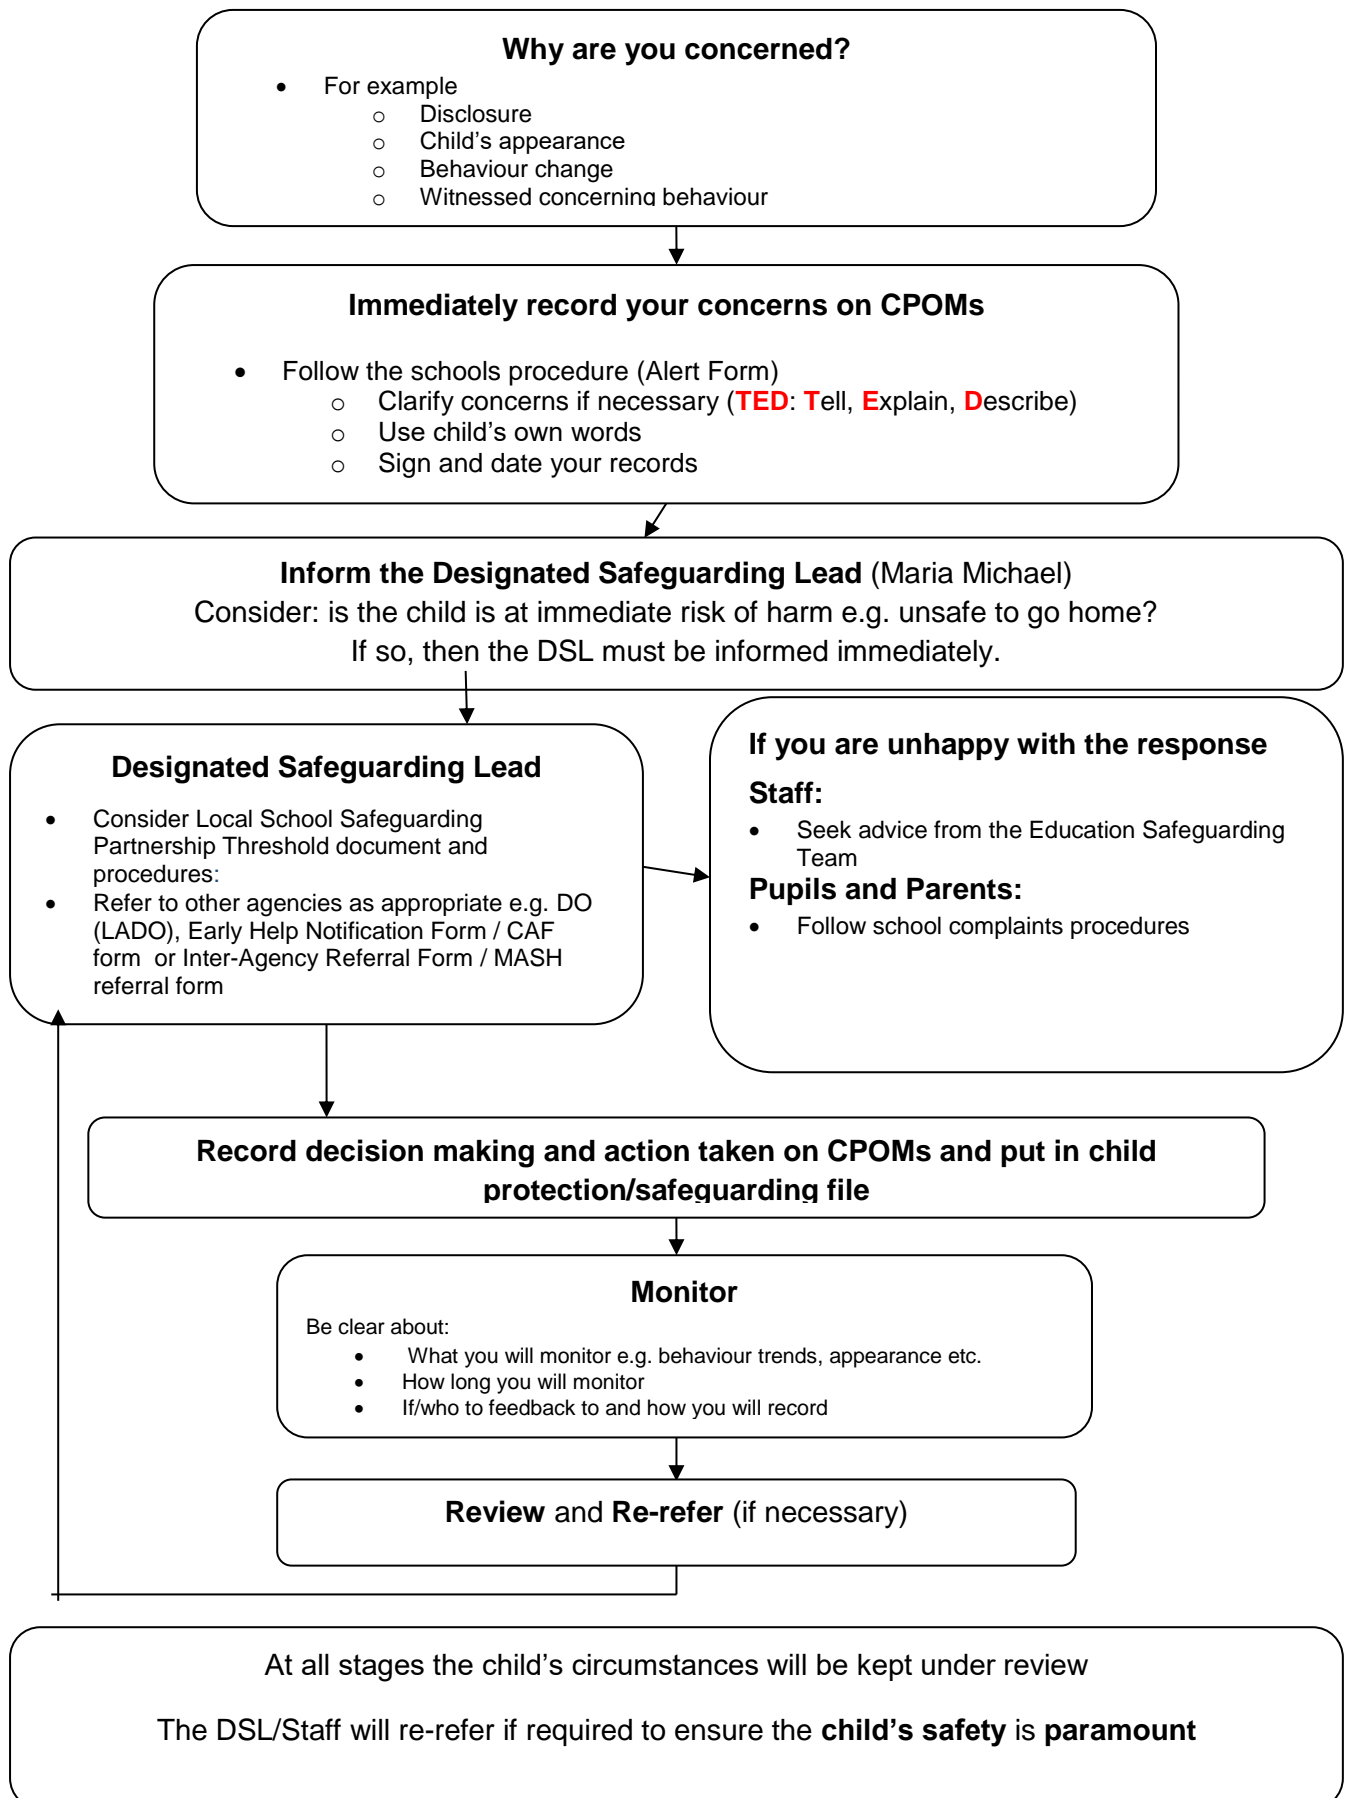 Why are you concerned?
• For example
o Disclosure
o Child’s appearance
o Behaviour change
o Witnessed concerning behaviour
Immediately record your concerns on CPOMs
• Follow the schools procedure (Alert Form)
o Clarify concerns if necessary (TED: Tell, Explain, Describe)
o Use child’s own words
o Sign and date your records
Inform the Designated Safeguarding Lead (Maria Michael)
Consider: is the child is at immediate risk of harm e.g. unsafe to go home?
If so, then the DSL must be informed immediately.
Designated Safeguarding Lead
• Consider Local School Safeguarding
Partnership Threshold document and
procedures:
• Refer to other agencies as appropriate e.g. DO
(LADO), Early Help Notification Form / CAF
form or Inter-Agency Referral Form / MASH
referral form
If you are unhappy with the response
Staff:
• Seek advice from the Education Safeguarding
Team
Pupils and Parents:
• Follow school complaints procedures
Record decision making and action taken on CPOMs and put in child
protection/safeguarding file
Monitor
Be clear about:
• What you will monitor e.g. behaviour trends, appearance etc.
• How long you will monitor
• If/who to feedback to and how you will record
Review and Re-refer (if necessary)
At all stages the child’s circumstances will be kept under review
The DSL/Staff will re-refer if required to ensure the child’s safety is paramount